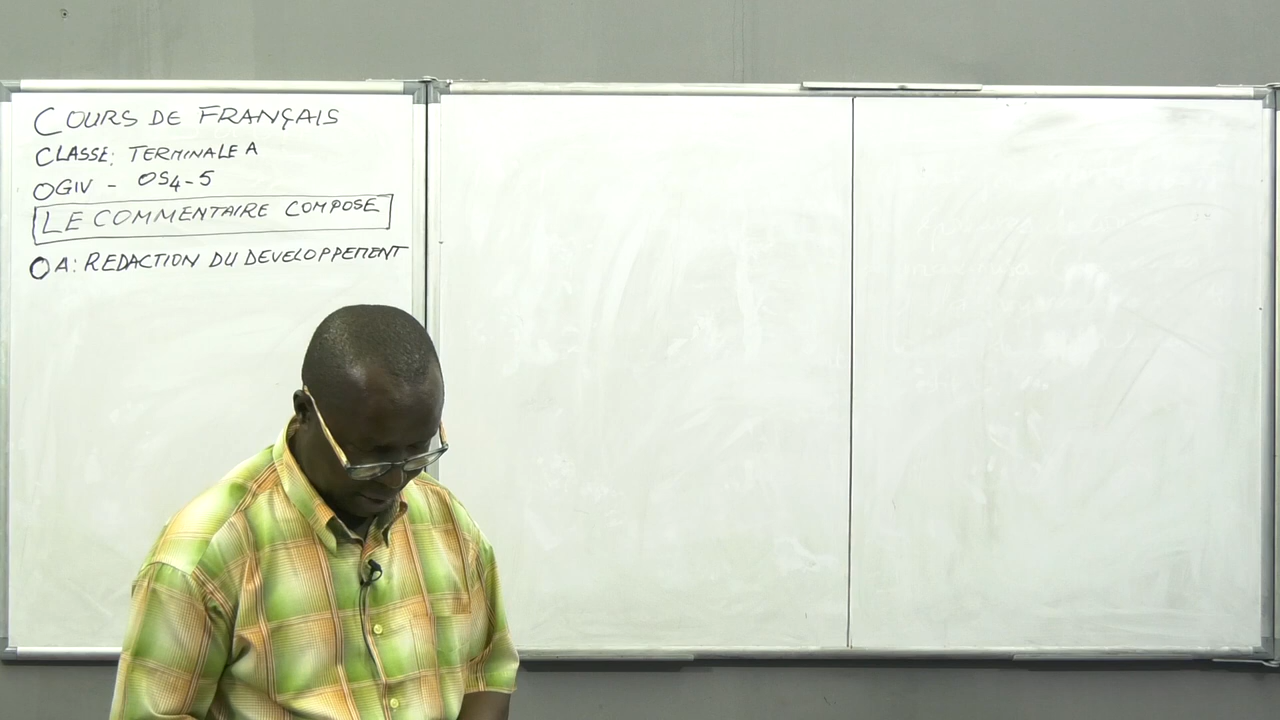 COURS DE FRANÇAIS
CLASSE: TERMINALE A
OGIV - OS4-5
LE COMMENTAIRE COMPOSE
OA: REDACTION DU DEVELOPPEMENT